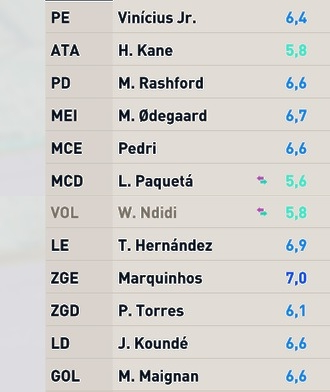 PE Vinícius Jr. 6,4
ATA H. Kane 5,8
PD M. Rashford 6,6
MEI M. Ødegaard 6,7
MCE Pedri 6,6
MCD L. Paquetá 5,6
VOL W. Ndidi 5,8
LE T. Hernández 6,9
ZGE Marquinhos 7,0
ZGD P. Torres 6,1
LD J. Koundé 6,6
GOL M. Maignan 6,6